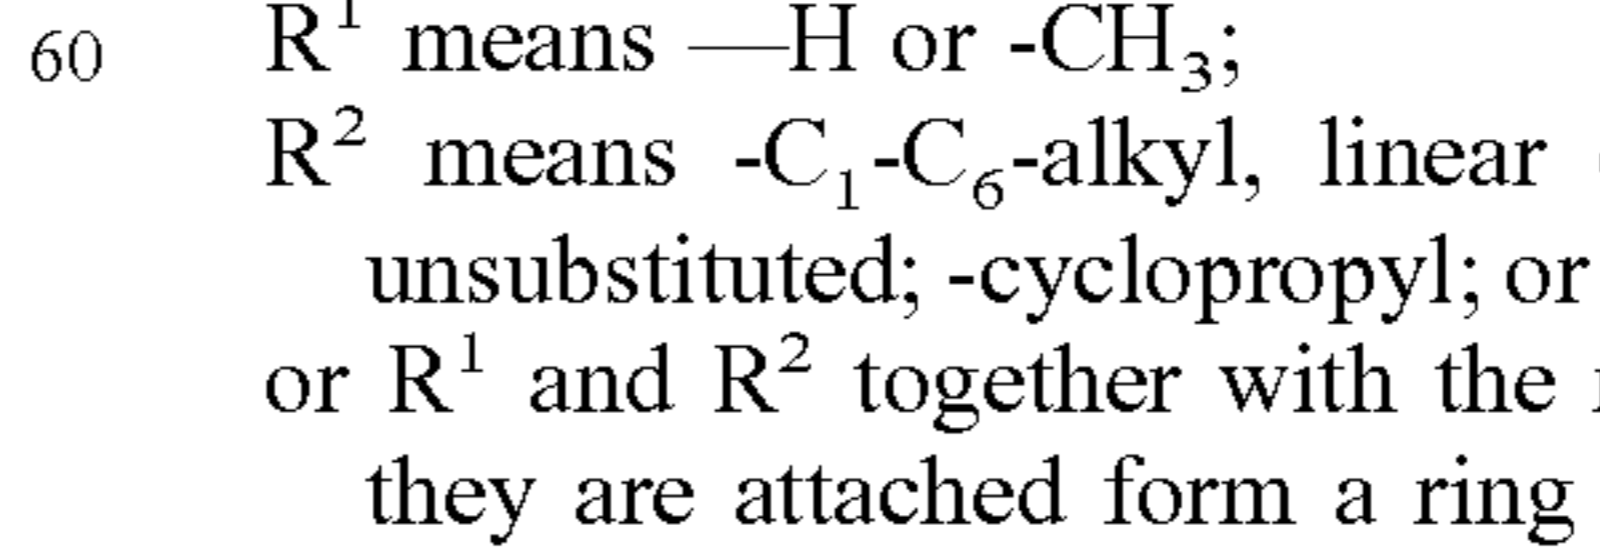 60 R¹ means —H or -CH₃;
R² means -C₁-C₆-alkyl, linear
unsubstituted; -cyclopropyl; or
or R¹ and R² together with the
they are attached form a ring